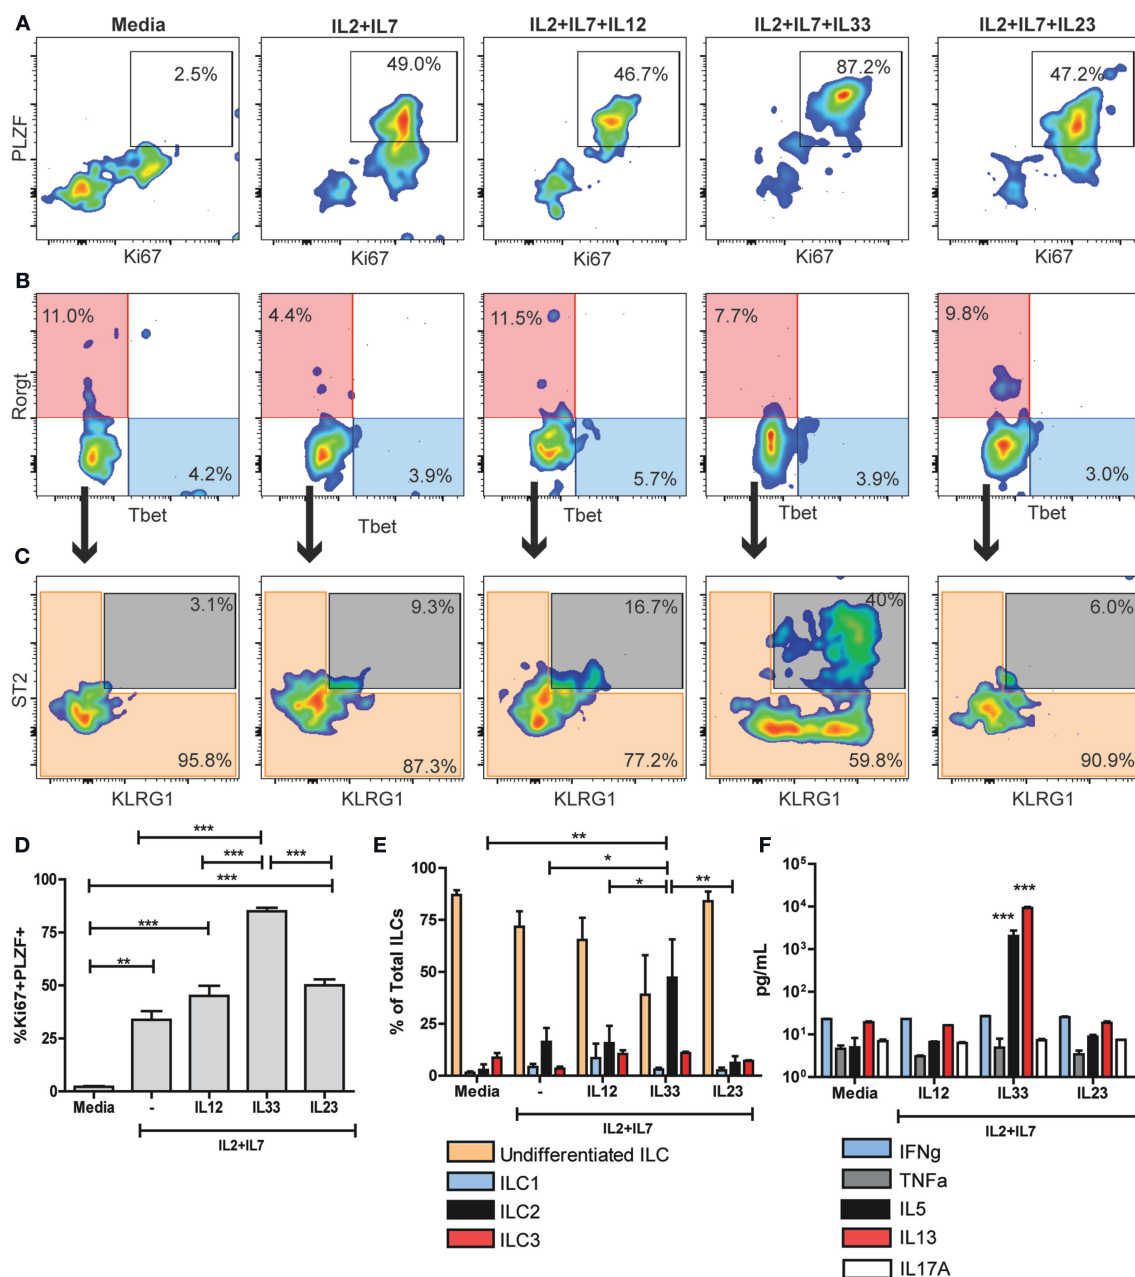 A
Media
IL2+IL7
IL2+IL7+IL12
IL2+IL7+IL33
IL2+IL7+IL23
2.5%
49.0%
46.7%
87.2%
47.2%
PLZF
Ki67
Ki67
Ki67
Ki67
Ki67
B
11.0%
4.4%
11.5%
7.7%
9.8%
Rorgt
4.2%
3.9%
5.7%
3.9%
3.0%
Tbet
Tbet
Tbet
Tbet
Tbet
C
3.1%
9.3%
16.7%
40%
6.0%
ST2
95.8%
87.3%
77.2%
59.8%
90.9%
KLRG1
KLRG1
KLRG1
KLRG1
KLRG1
D
***
***
***
***
***
**
%Ki67+PLZF+
100
75
50
25
0
Media
-
IL12
IL33
IL23
IL2+IL7
E
**
*
*
**
% of Total ILCs
100
75
50
25
0
Media
-
IL12
IL33
IL23
IL2+IL7
Undifferentiated ILC
ILC1
ILC2
ILC3
F
***
***
pg/mL
10⁵
10⁴
10³
10²
10¹
10⁰
Media
IL12
IL33
IL23
IL2+IL7
IFNg
TNFa
IL5
IL13
IL17A